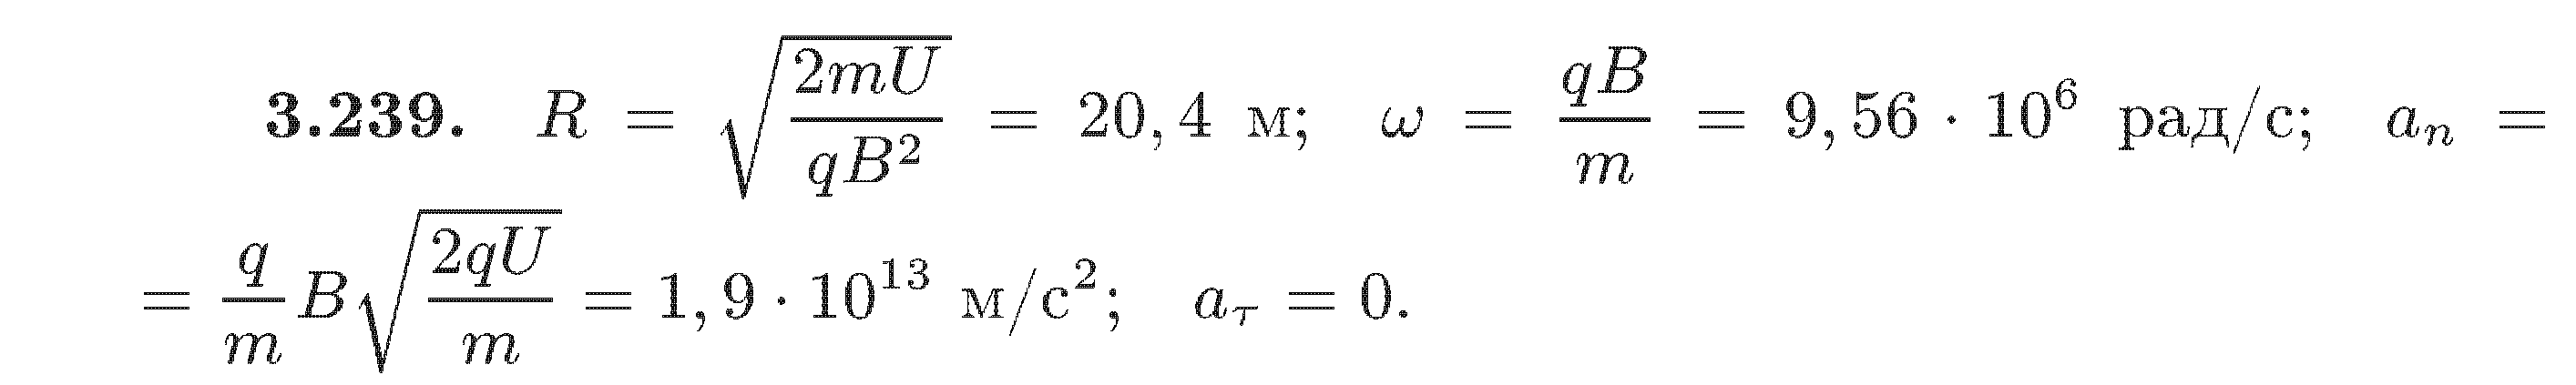 3.239. R = √(2mU/qB²) = 20,4 м; ω = qB/m = 9,56 · 10⁶ рад/с; aₙ =
= q/m B√(2qU/m) = 1,9 · 10¹³ м/с²; a_τ = 0.